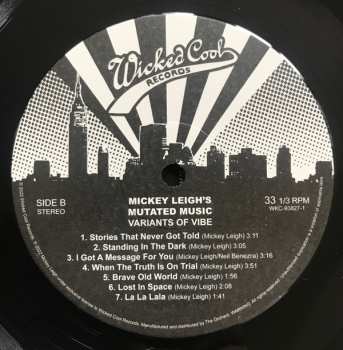 Wicked Cool
RECORDS
SIDE B
STEREO
MICKEY LEIGH'S
MUTATED MUSIC
VARIANTS OF VIBE
33 1/3 RPM
WKC-93827-1
1. Stories That Never Got Told (Mickey Leigh) 3:11
2. Standing In The Dark (Mickey Leigh) 3:05
3. I Got A Message For You (Mickey Leigh/Neil Benezra) 3:16
4. When The Truth Is On Trial (Mickey Leigh) 3:51
5. Brave Old World (Mickey Leigh) 3:56
6. Lost In Space (Mickey Leigh) 2:08
7. La La Lala (Mickey Leigh) 1:41